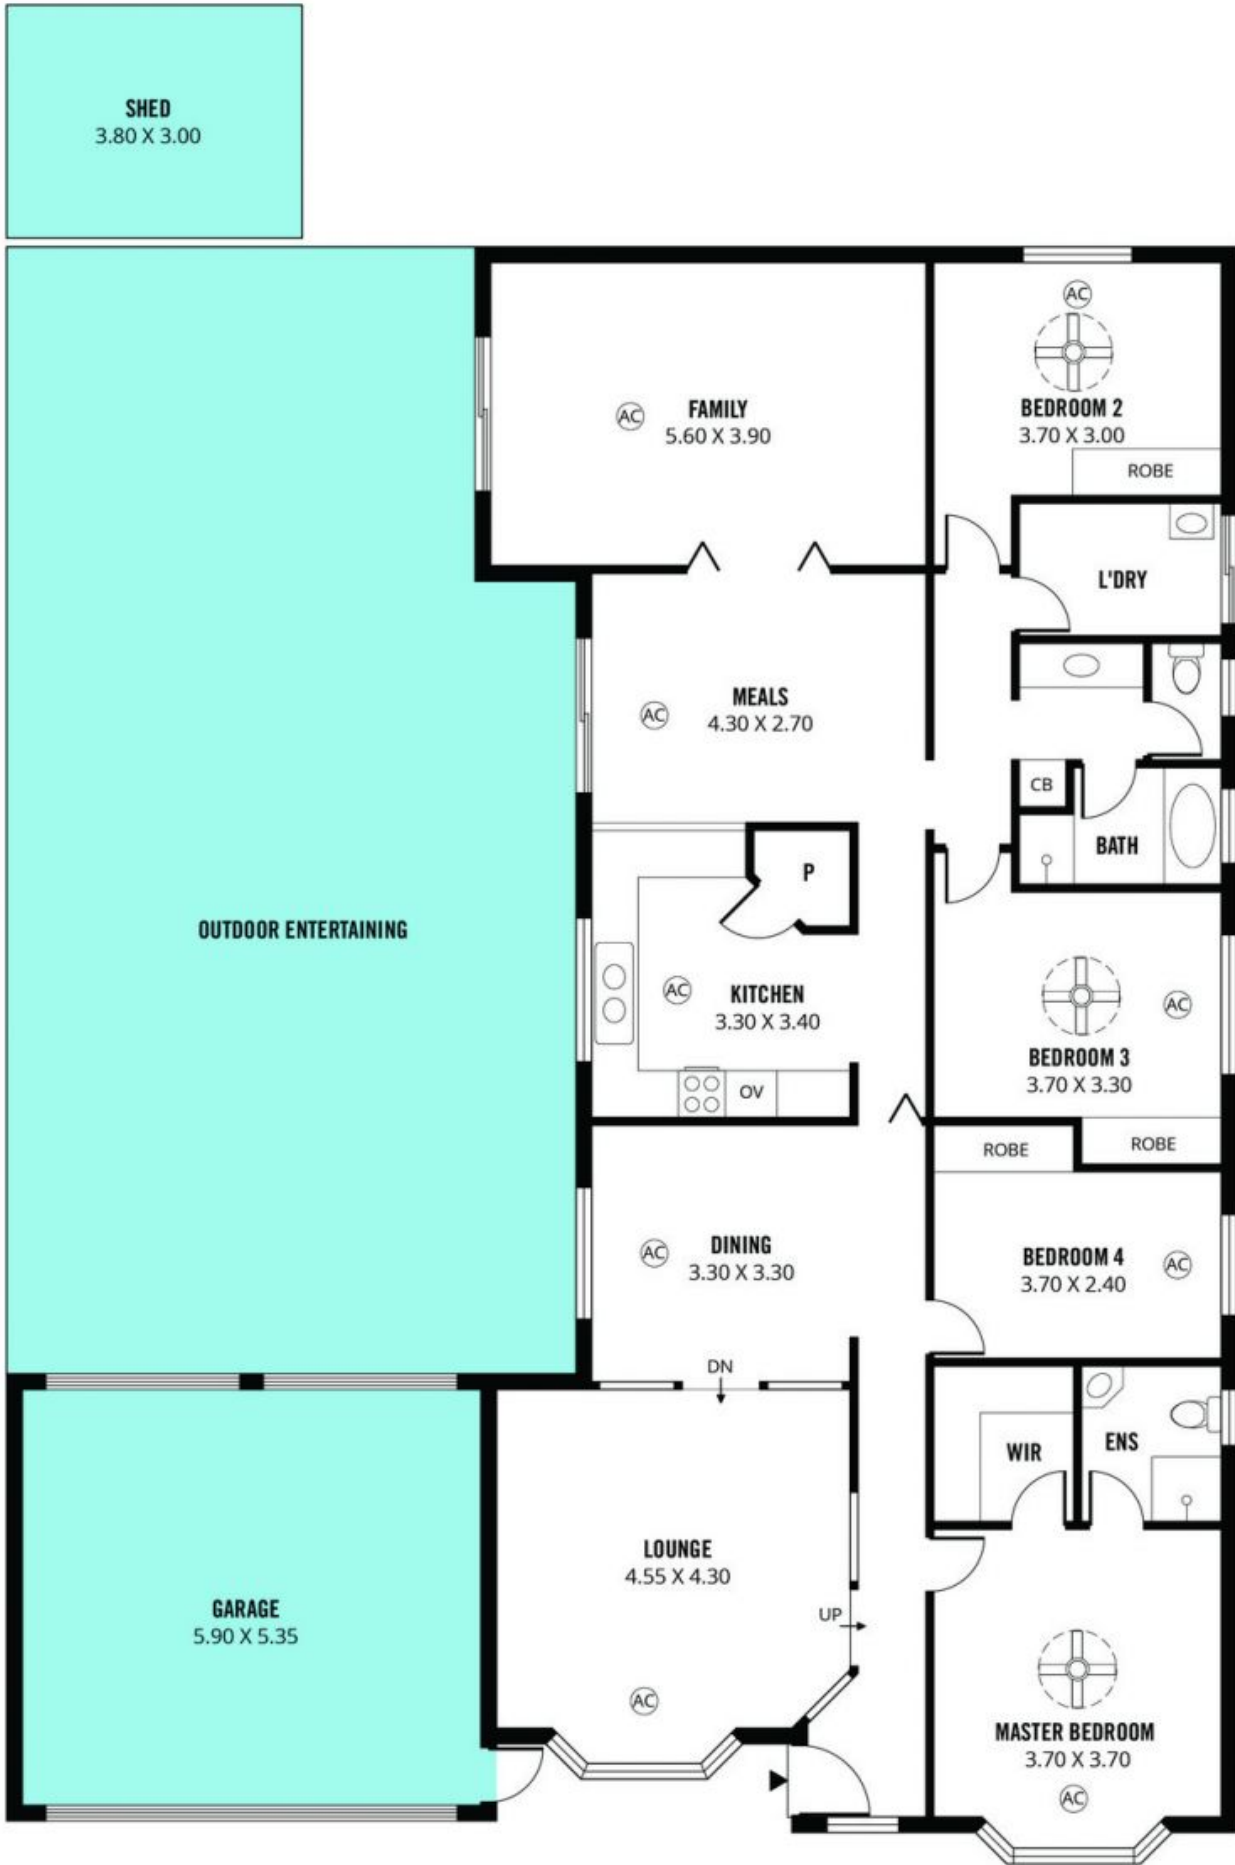 SHED
3.80 X 3.00
AC
FAMILY
5.60 X 3.90
AC
BEDROOM 2
3.70 X 3.00
ROBE
L'DRY
AC
MEALS
4.30 X 2.70
CB
BATH
P
OUTDOOR ENTERTAINING
AC
KITCHEN
3.30 X 3.40
OV
AC
BEDROOM 3
3.70 X 3.30
ROBE
ROBE
AC
DINING
3.30 X 3.30
BEDROOM 4
3.70 X 2.40
AC
DN
WIR
ENS
LOUNGE
4.55 X 4.30
UP
AC
GARAGE
5.90 X 5.35
MASTER BEDROOM
3.70 X 3.70
AC